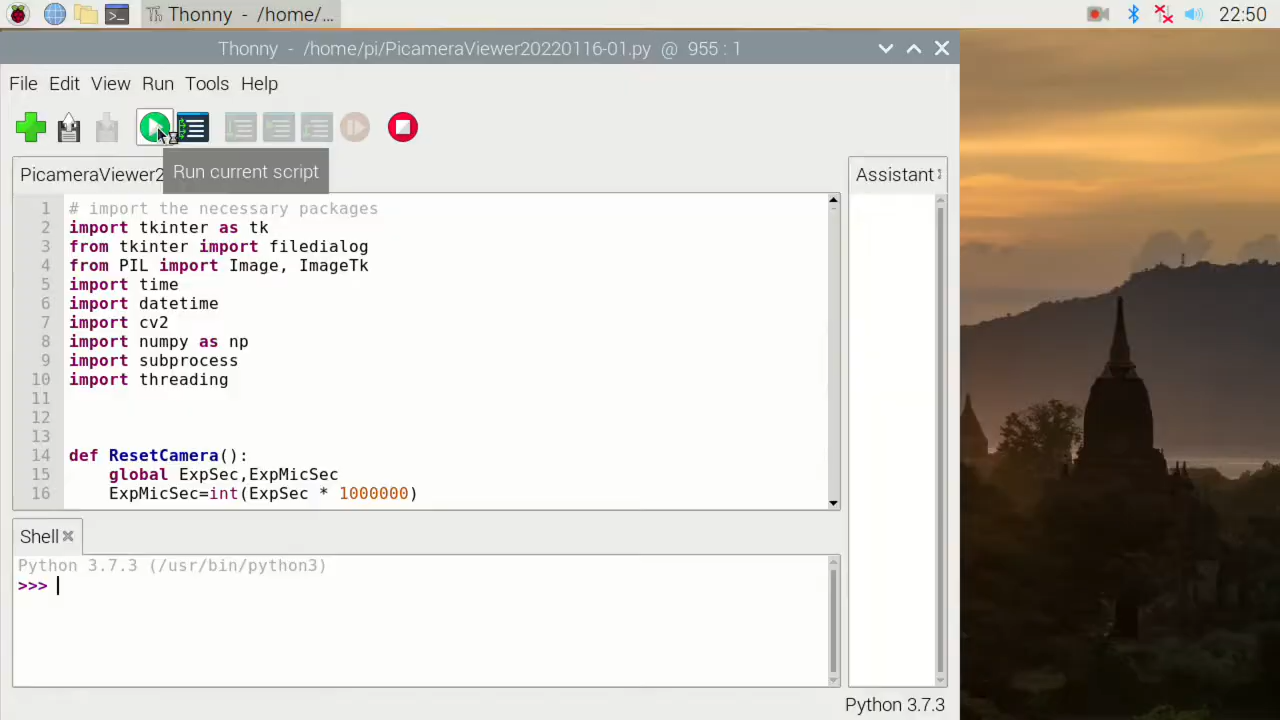 Thonny - /home/...
22:50
Thonny - /home/pi/PicameraViewer20220116-01.py @ 955 : 1
File Edit View Run Tools Help
PicameraViewer2
Run current script
Assistant
1 # import the necessary packages
2 import tkinter as tk
3 from tkinter import filedialog
4 from PIL import Image, ImageTk
5 import time
6 import datetime
7 import cv2
8 import numpy as np
9 import subprocess
10 import threading
11
12
13
14 def ResetCamera():
15 global ExpSec,ExpMicSec
16 ExpMicSec=int(ExpSec * 1000000)
Shell
Python 3.7.3 (/usr/bin/python3)
>>>
Python 3.7.3